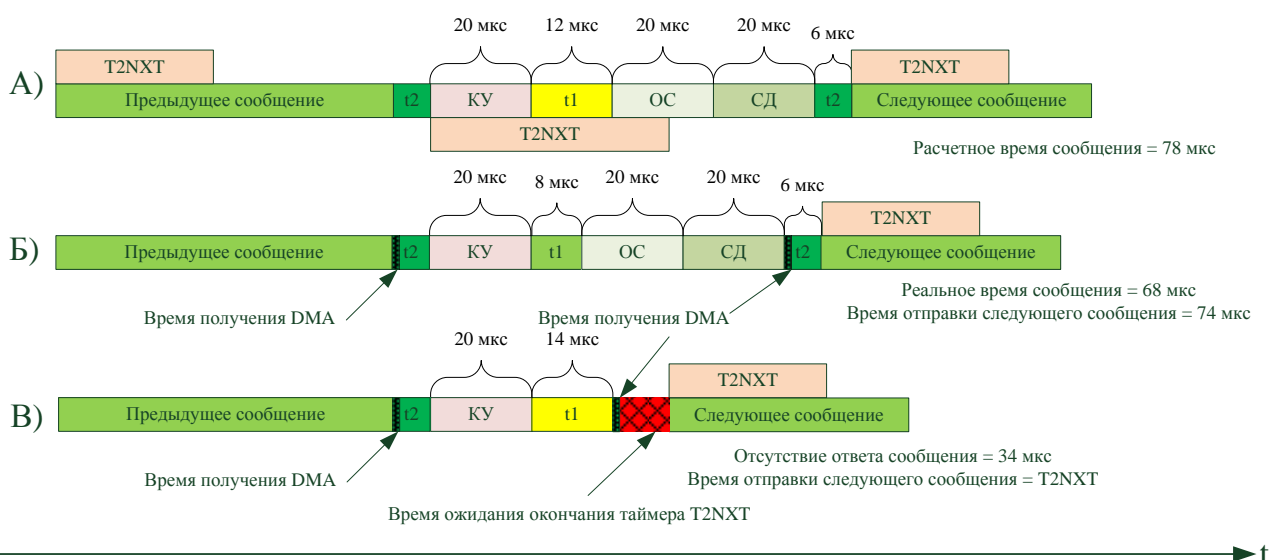 20 мкс 12 мкс 20 мкс 20 мкс 6 мкс
T2NXT T2NXT
А) Предыдущее сообщение t2 КУ t1 ОС СД t2 Следующее сообщение
T2NXT
Расчетное время сообщения = 78 мкс
20 мкс 8 мкс 20 мкс 20 мкс 6 мкс
T2NXT
Б) Предыдущее сообщение t2 КУ t1 ОС СД t2 Следующее сообщение
Реальное время сообщения = 68 мкс
Время получения DMA Время получения DMA Время отправки следующего сообщения = 74 мкс
20 мкс 14 мкс
T2NXT
В) Предыдущее сообщение t2 КУ t1 Следующее сообщение
Отсутствие ответа сообщения = 34 мкс
Время получения DMA Время отправки следующего сообщения = T2NXT
Время ожидания окончания таймера T2NXT
t